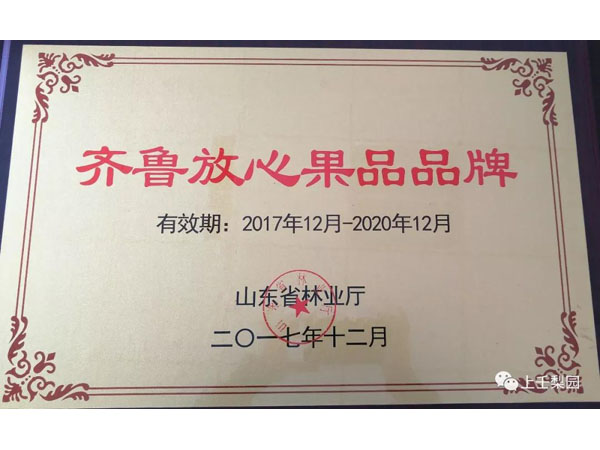 齐鲁放心果品品牌
有效期：2017年12月-2020年12月
山东省林业厅
二〇一七年十二月
上壬梨园